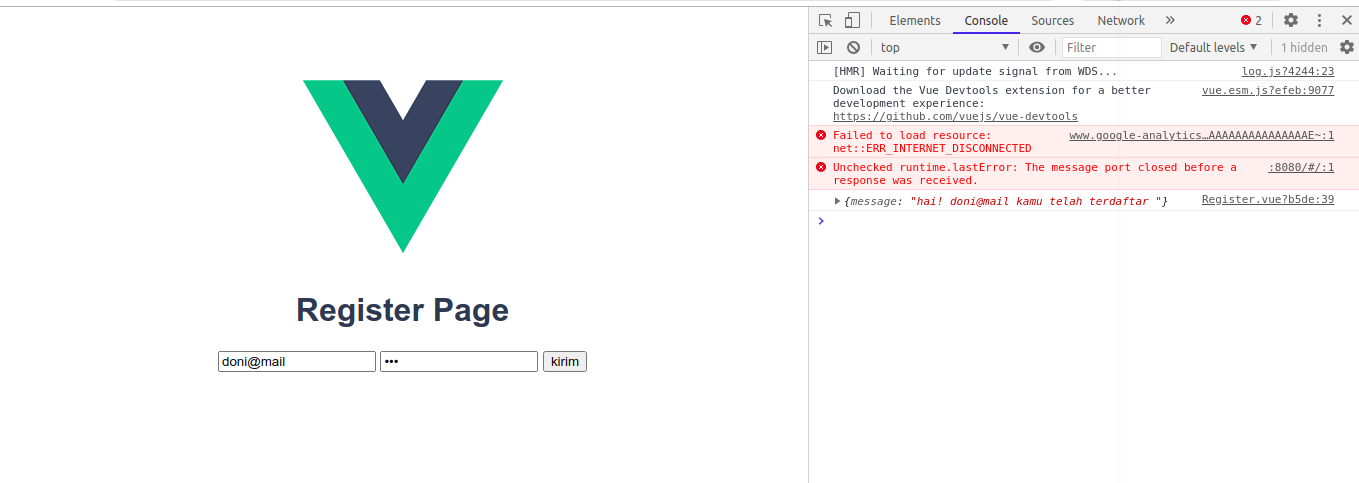 Elements Console Sources Network » 2
top Filter Default levels 1 hidden
[HMR] Waiting for update signal from WDS... log.js?4244:23
Download the Vue Devtools extension for a better vue.esm.js?efeb:9077
development experience:
https://github.com/vuejs/vue-devtools
Failed to load resource: www.google-analytics…AAAAAAAAAAAAAAAE~:1
net::ERR_INTERNET_DISCONNECTED
Unchecked runtime.lastError: The message port closed before a :8080/#/:1
response was received.
{message: "hai! doni@mail kamu telah terdaftar "} Register.vue?b5de:39
Register Page
doni@mail ••• kirim